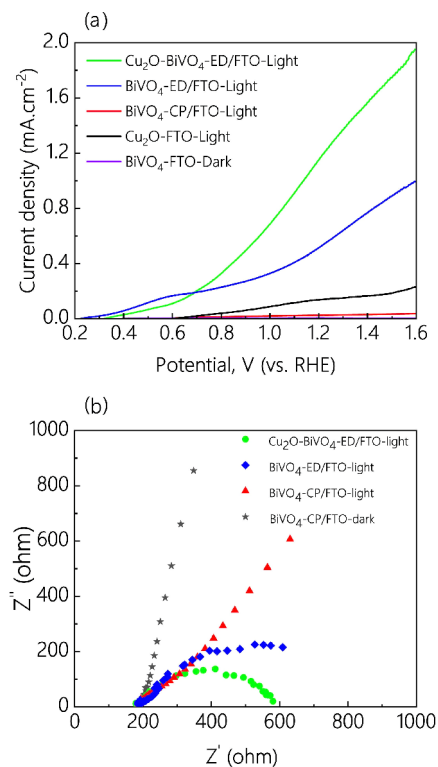 (a)
Cu₂O-BiVO₄-ED/FTO-Light
BiVO₄-ED/FTO-Light
BiVO₄-CP/FTO-Light
Cu₂O-FTO-Light
BiVO₄-FTO-Dark
Current density (mA.cm⁻²)
2.0
1.6
1.2
0.8
0.4
0.0
0.2 0.4 0.6 0.8 1.0 1.2 1.4 1.6
Potential, V (vs. RHE)
(b)
Cu₂O-BiVO₄-ED/FTO-light
BiVO₄-ED/FTO-light
BiVO₄-CP/FTO-light
BiVO₄-CP/FTO-dark
Z" (ohm)
1000
800
600
400
200
0
0 200 400 600 800 1000
Z' (ohm)